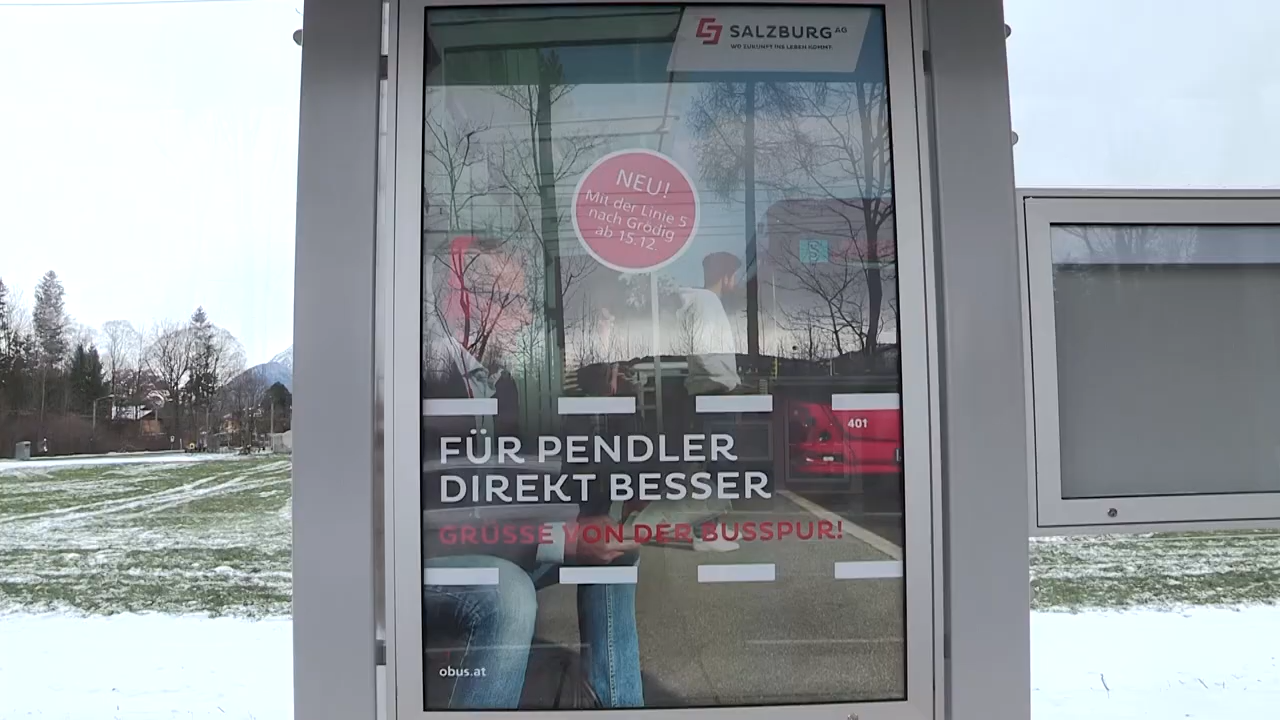 SALZBURG AG
WO ZUKUNFT INS LEBEN KOMMT.
NEU!
Mit der Linie 5
nach Grödig
ab 15.12.
5
401
FÜR PENDLER
DIREKT BESSER
GRÜSSE VON DER BUSSPUR!
obus.at